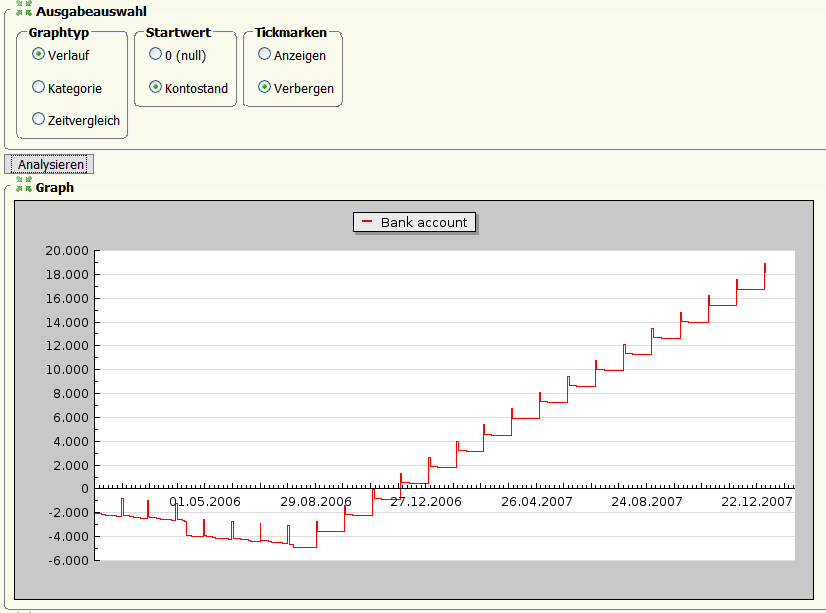 Ausgabeauswahl
Graphtyp Startwert Tickmarken
Verlauf 0 (null) Anzeigen
Kategorie Kontostand Verbergen
Zeitvergleich
Analysieren
Graph
Bank account
20.000
18.000
16.000
14.000
12.000
10.000
8.000
6.000
4.000
2.000
0
01.05.2006 29.08.2006 27.12.2006 26.04.2007 24.08.2007 22.12.2007
-2.000
-4.000
-6.000